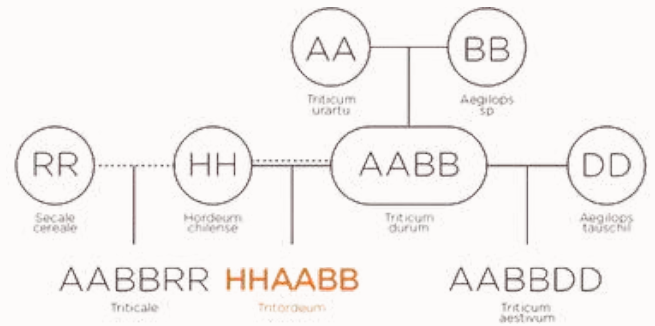 AA
BB
Triticum
urartu
Aegilops
sp
RR
HH
AABB
DD
Secale
cereale
Hordeum
chilense
Triticum
durum
Aegilops
tauschii
AABBRR
HHAABB
AABBDD
Triticale
Tritordeum
Triticum
aestivum